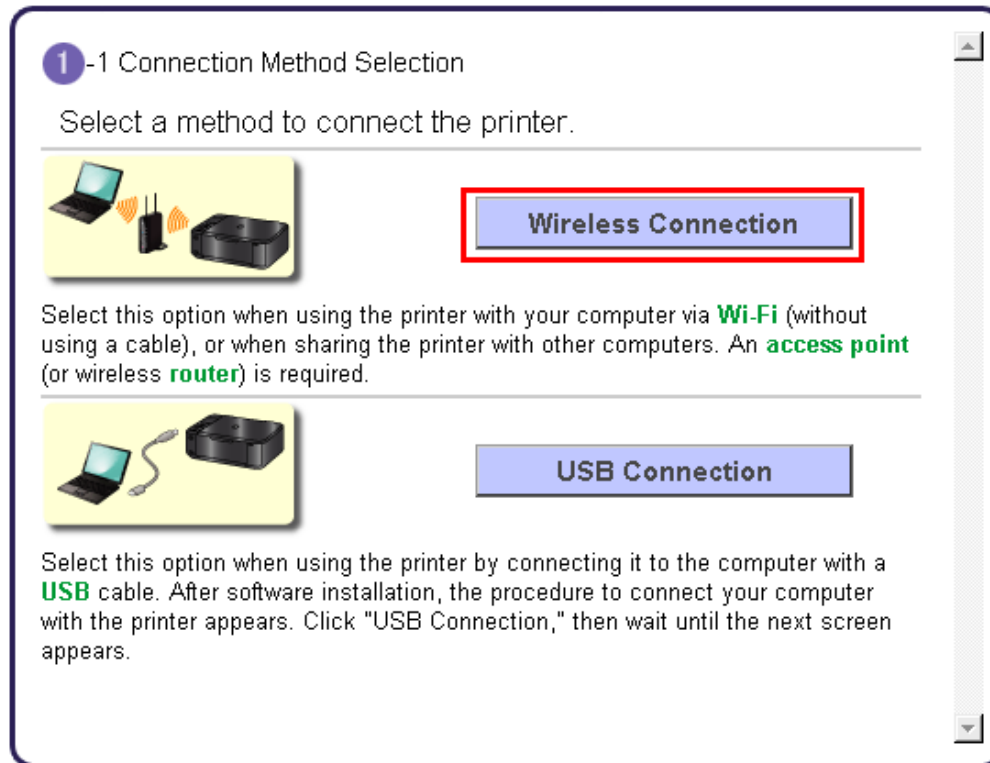 1-1 Connection Method Selection
Select a method to connect the printer.
Wireless Connection
Select this option when using the printer with your computer via Wi-Fi (without
using a cable), or when sharing the printer with other computers. An access point
(or wireless router) is required.
USB Connection
Select this option when using the printer by connecting it to the computer with a
USB cable. After software installation, the procedure to connect your computer
with the printer appears. Click "USB Connection," then wait until the next screen
appears.